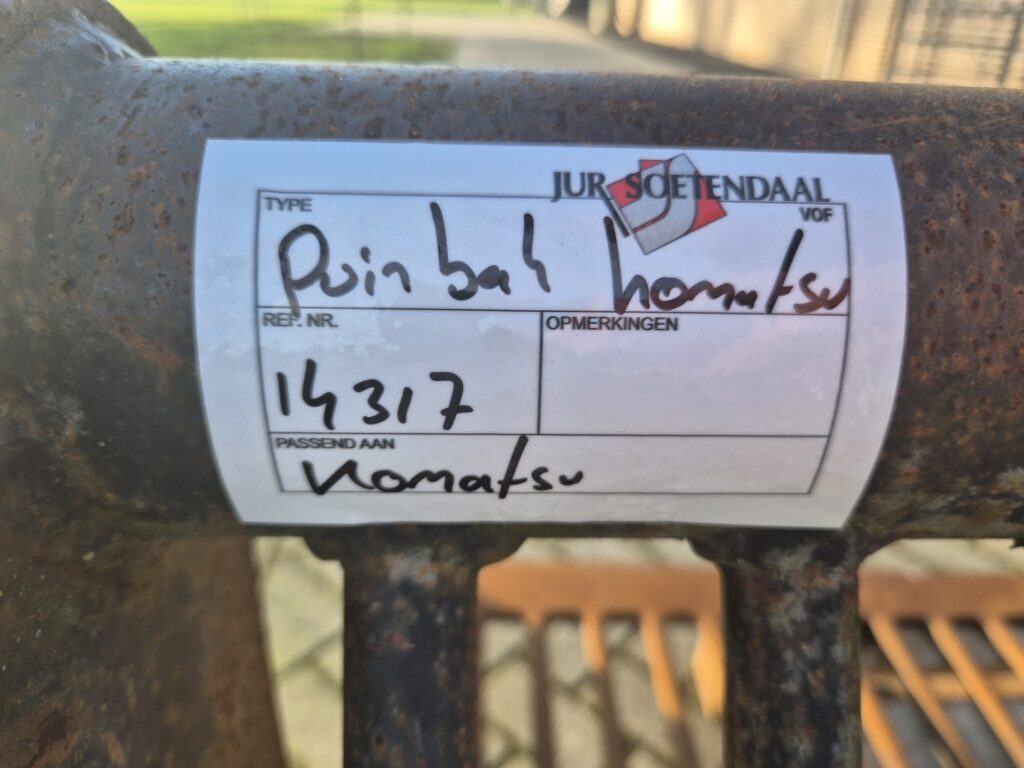 JUR SOETENDAAL
VOF
TYPE
Puin bak Komatsu
REF. NR.
OPMERKINGEN
14317
PASSEND AAN
Komatsu